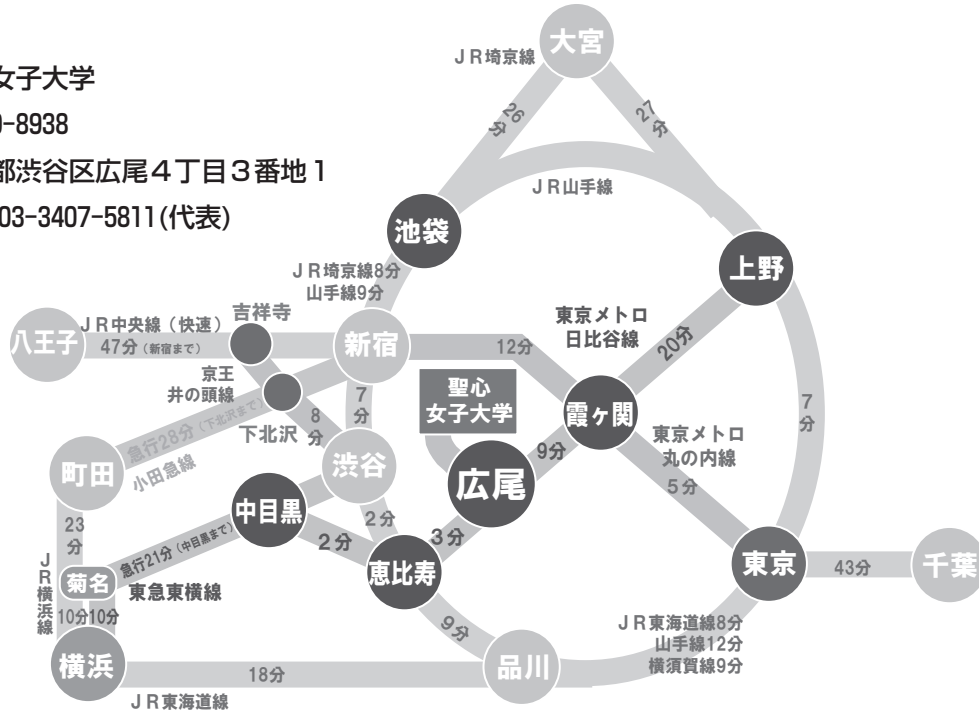 女子大学
0-8938
都渋谷区広尾４丁目３番地１
03-3407-5811(代表)
大宮
ＪＲ埼京線
26分
27分
ＪＲ山手線
池袋
上野
ＪＲ埼京線8分
山手線9分
吉祥寺
ＪＲ中央線（快速）
八王子
47分（新宿まで）
新宿
12分
東京メトロ
日比谷線
20分
京王
井の頭線
聖心
女子大学
7分
霞ヶ関
7分
8分
下北沢
急行28分（下北沢まで）
小田急線
渋谷
9分
東京メトロ
丸の内線
5分
町田
広尾
中目黒
2分
23分
急行21分（中目黒まで）
2分
3分
ＪＲ横浜線
菊名
東急東横線
恵比寿
東京
43分
千葉
10分
10分
9分
ＪＲ東海道線8分
山手線12分
横須賀線9分
横浜
18分
品川
ＪＲ東海道線